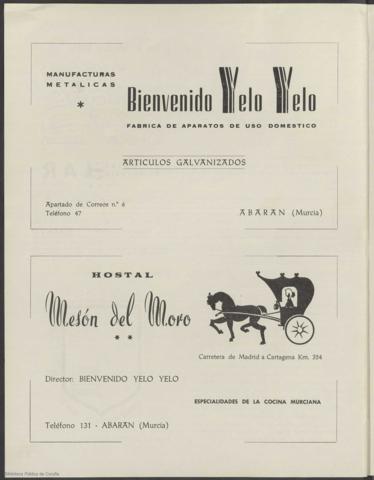 MANUFACTURAS
METALICAS
*
Bienvenido Yelo Yelo
FABRICA DE APARATOS DE USO DOMESTICO
ARTICULOS GALVANIZADOS
Apartado de Correos n.º 6
Teléfono 47
ABARAN (Murcia)
HOSTAL
Mesón del Moro
* *
Carretera de Madrid a Cartagena Km. 354
Director: BIENVENIDO YELO YELO
ESPECIALIDADES DE LA COCINA MURCIANA
Teléfono 131 - ABARAN (Murcia)
Biblioteca Pública de Coruña